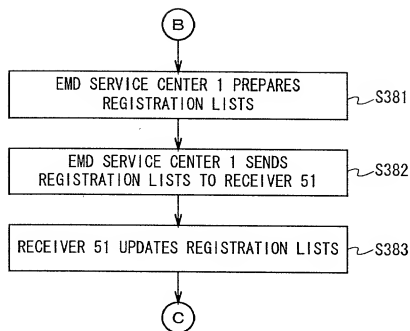 B
EMD SERVICE CENTER 1 PREPARES
REGISTRATION LISTS
S381
EMD SERVICE CENTER 1 SENDS
REGISTRATION LISTS TO RECEIVER 51
S382
RECEIVER 51 UPDATES REGISTRATION LISTS
S383
C